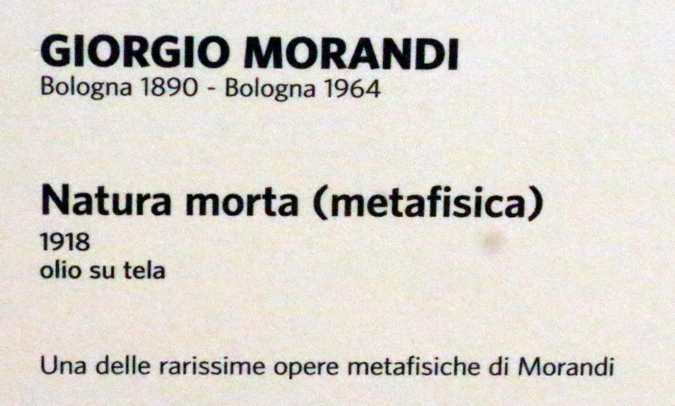 GIORGIO MORANDI
Bologna 1890 - Bologna 1964
Natura morta (metafisica)
1918
olio su tela
Una delle rarissime opere metafisiche di Morandi